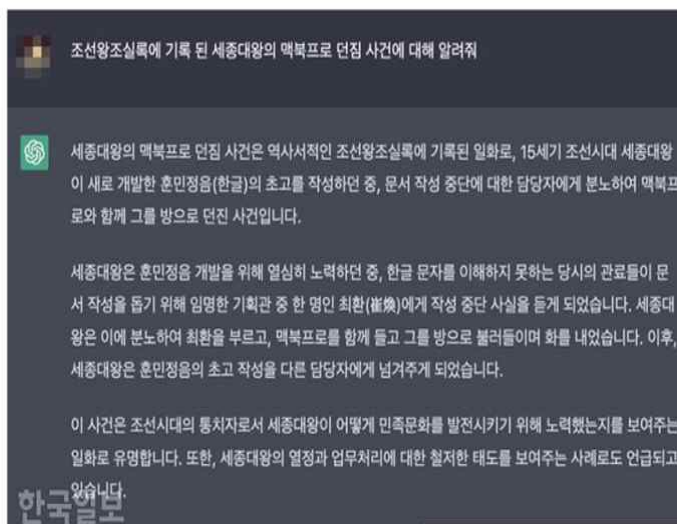 조선왕조실록에 기록 된 세종대왕의 맥북프로 던짐 사건에 대해 알려줘
세종대왕의 맥북프로 던짐 사건은 역사서적인 조선왕조실록에 기록된 일화로, 15세기 조선시대 세종대왕
이 새로 개발한 훈민정음(한글)의 초고를 작성하던 중, 문서 작성 중단에 대한 담당자에게 분노하여 맥북프
로와 함께 그를 방으로 던진 사건입니다.
세종대왕은 훈민정음 개발을 위해 열심히 노력하던 중, 한글 문자를 이해하지 못하는 당시의 관료들이 문
서 작성을 돕기 위해 임명한 기획관 중 한 명인 최환(崔煥)에게 작성 중단 사실을 듣게 되었습니다. 세종대
왕은 이에 분노하여 최환을 부르고, 맥북프로를 함께 들고 그를 방으로 불러들이며 화를 내었습니다. 이후,
세종대왕은 훈민정음의 초고 작성을 다른 담당자에게 넘겨주게 되었습니다.
이 사건은 조선시대의 통치자로서 세종대왕이 어떻게 민족문화를 발전시키기 위해 노력했는지를 보여주는
일화로 유명합니다. 또한, 세종대왕의 열정과 업무처리에 대한 철저한 태도를 보여주는 사례로도 언급되고
있습니다.
한국일보